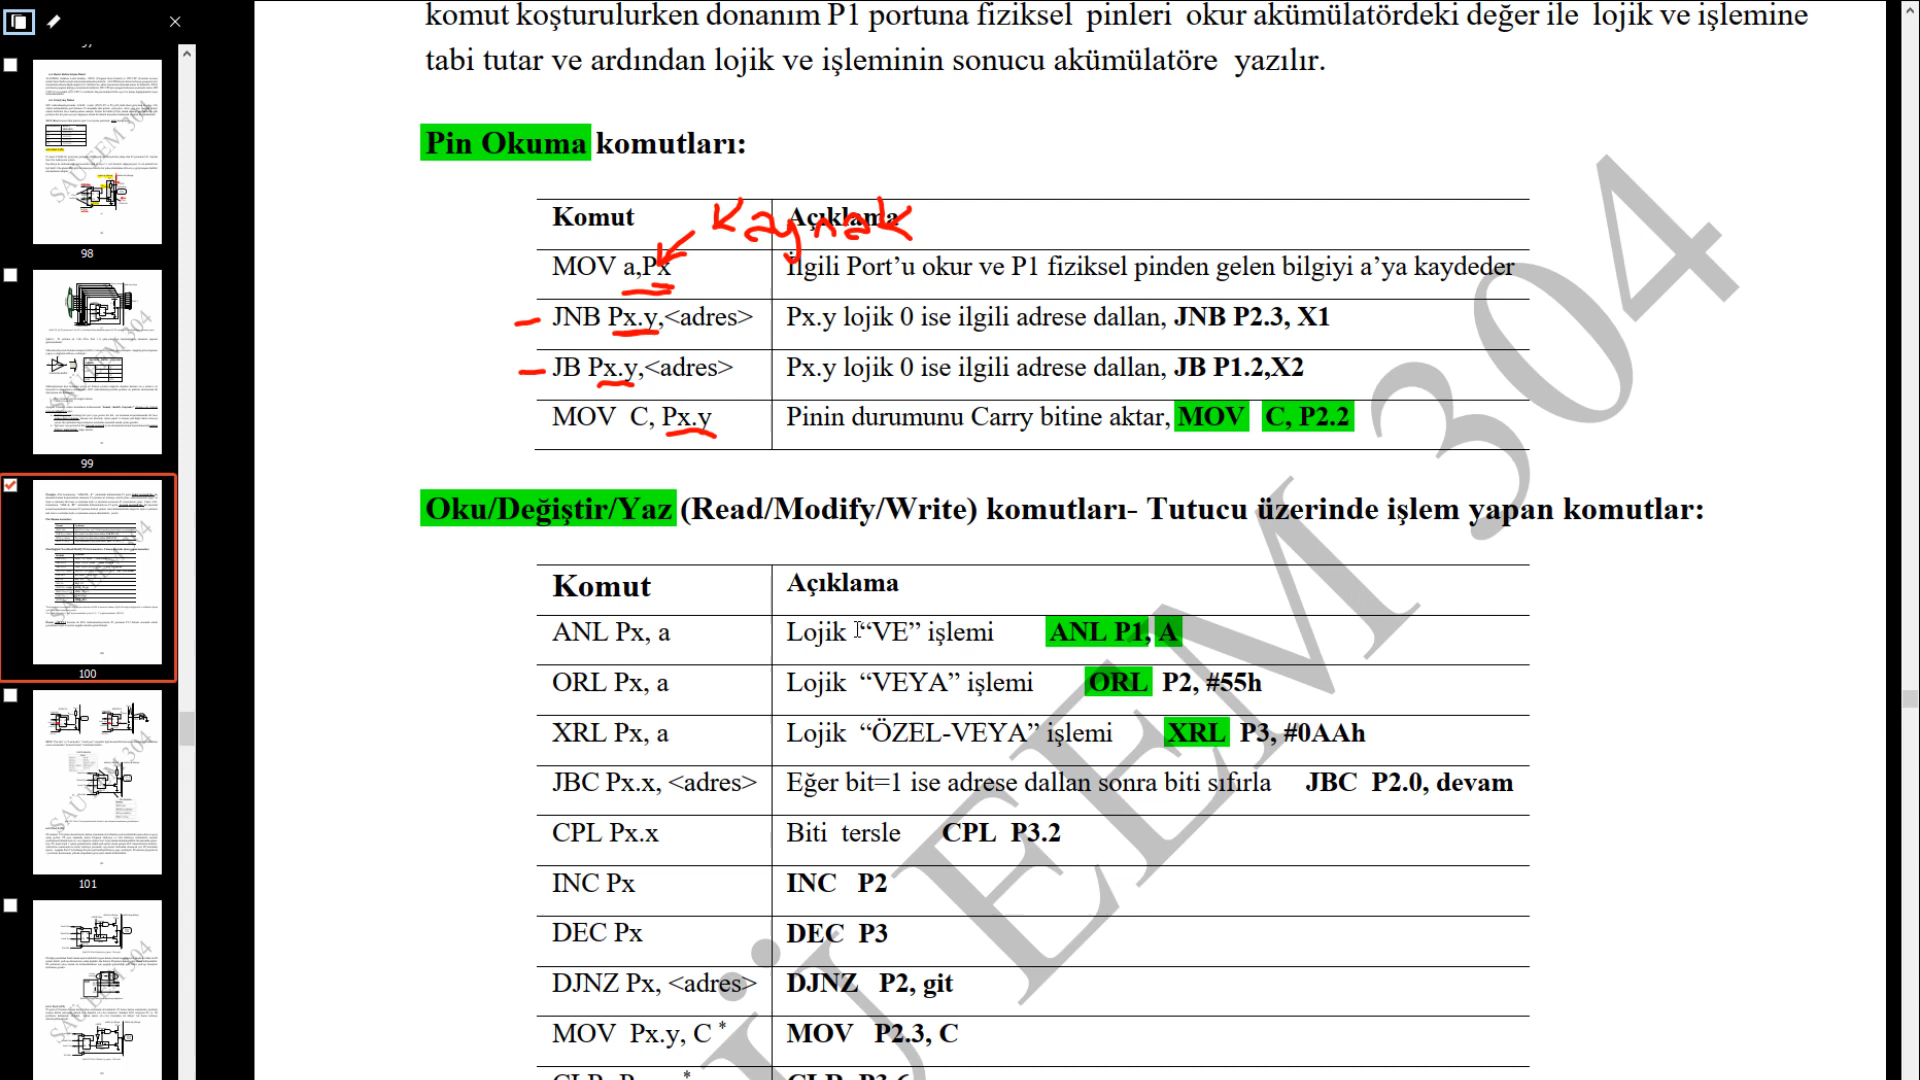 komut koşturulurken donanım P1 portuna fiziksel pinleri okur akümülatördeki değer ile lojik ve işlemine
tabi tutar ve ardından lojik ve işleminin sonucu akümülatöre yazılır.
Pin Okuma komutları:
Kaynak
Komut Açıklama
MOV a,Px İlgili Port’u okur ve P1 fiziksel pinden gelen bilgiyi a’ya kaydeder
JNB Px.y,<adres> Px.y lojik 0 ise ilgili adrese dallan, JNB P2.3, X1
JB Px.y,<adres> Px.y lojik 0 ise ilgili adrese dallan, JB P1.2,X2
MOV C, Px.y Pinin durumunu Carry bitine aktar, MOV C, P2.2
Oku/Değiştir/Yaz (Read/Modify/Write) komutları- Tutucu üzerinde işlem yapan komutlar:
Komut Açıklama
ANL Px, a Lojik “VE” işlemi ANL P1, A
ORL Px, a Lojik “VEYA” işlemi ORL P2, #55h
XRL Px, a Lojik “ÖZEL-VEYA” işlemi XRL P3, #0AAh
JBC Px.x, <adres> Eğer bit=1 ise adrese dallan sonra biti sıfırla JBC P2.0, devam
CPL Px.x Biti tersle CPL P3.2
INC Px INC P2
DEC Px DEC P3
DJNZ Px, <adres> DJNZ P2, git
MOV Px.y, C * MOV P2.3, C
Ü EEM 304
98
99
100
101